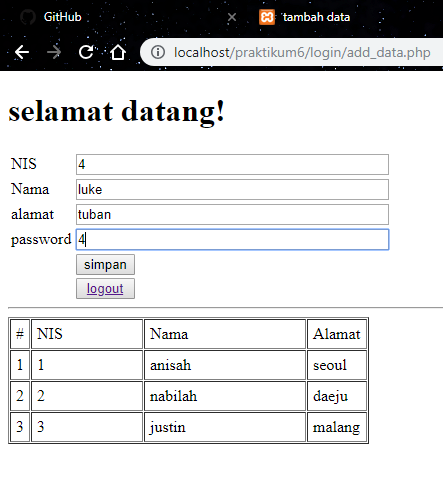 GitHub tambah data
localhost/praktikum6/login/add_data.php
selamat datang!
NIS 4
Nama luke
alamat tuban
password 4
simpan
logout
# NIS Nama Alamat
1 1 anisah seoul
2 2 nabilah daeju
3 3 justin malang